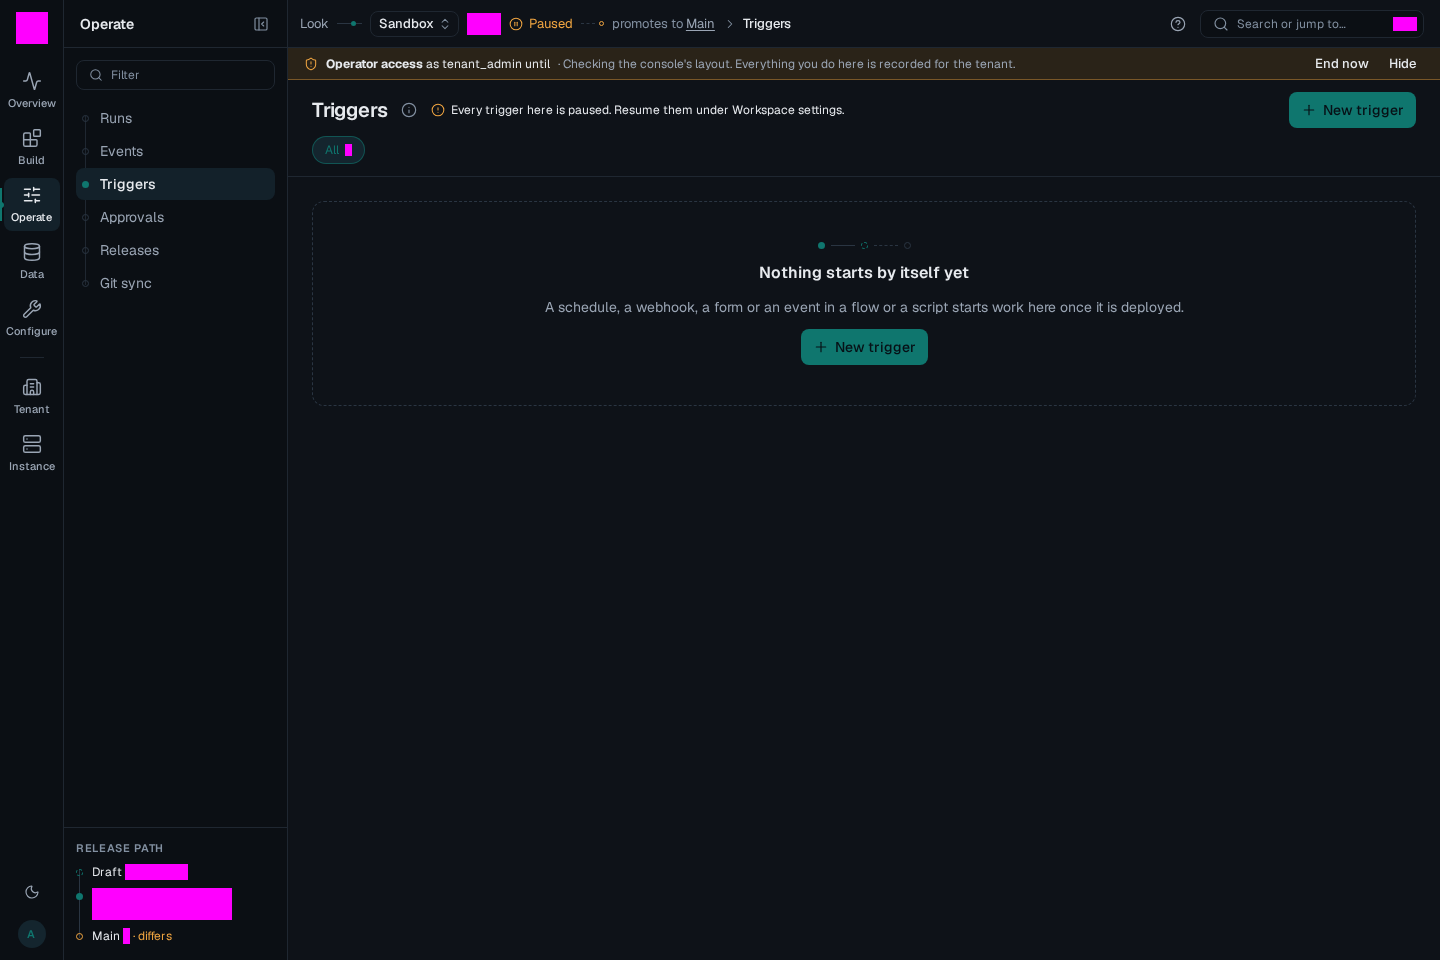 Operate
Look
Sandbox
Paused
promotes to Main
Triggers
Search or jump to...
Operator access as tenant_admin until · Checking the console's layout. Everything you do here is recorded for the tenant.
End now
Hide
Overview
Build
Operate
Data
Configure
Tenant
Instance
A
Filter
Runs
Events
Triggers
Approvals
Releases
Git sync
RELEASE PATH
Draft
Main · differs
Triggers
Every trigger here is paused. Resume them under Workspace settings.
New trigger
All
Nothing starts by itself yet
A schedule, a webhook, a form or an event in a flow or a script starts work here once it is deployed.
New trigger